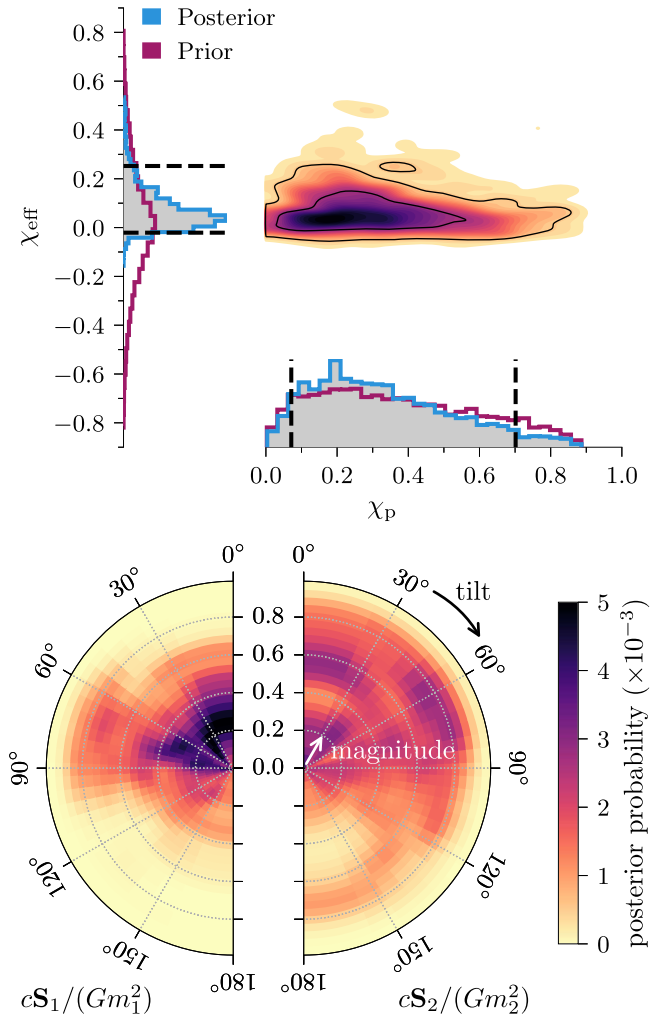 Posterior
Prior
0.8
0.6
0.4
0.2
0.0
−0.2
−0.4
−0.6
−0.8
χeff
0.0 0.2 0.4 0.6 0.8 1.0
χp
0° 0°
30° 30° tilt
60° 60°
90° 90°
120° 120°
150° 150°
180° 180°
0.8
0.6
0.4
0.2
0.0
magnitude
cS₁/(Gm₁²) cS₂/(Gm₂²)
5
4
3
2
1
0
posterior probability (×10⁻³)